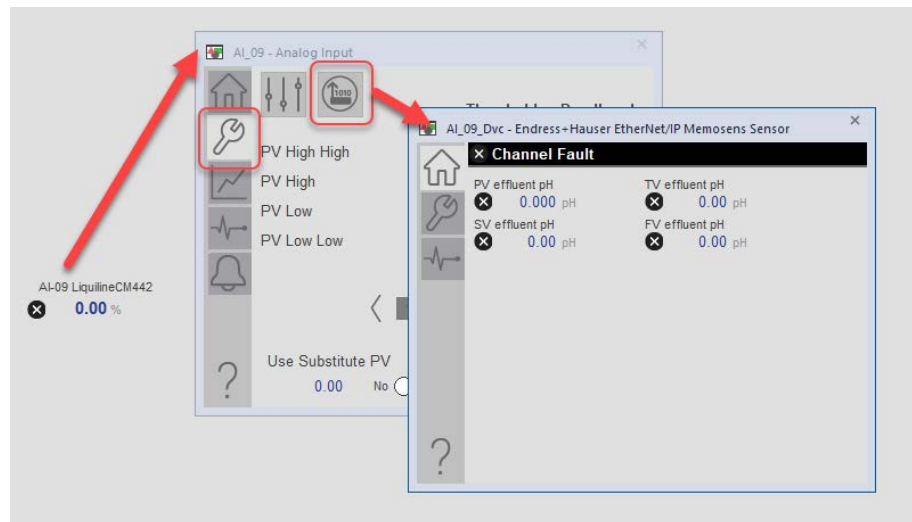 AI_09 - Analog Input
1010
PV High High
PV High
PV Low
PV Low Low
Use Substitute PV
0.00 No
?
AI_09_Dvc - Endress+Hauser EtherNet/IP Memosens Sensor
Channel Fault
PV effluent pH TV effluent pH
0.000 pH 0.00 pH
SV effluent pH FV effluent pH
0.00 pH 0.00 pH
?
AI-09 LiquilineCM442
0.00 %